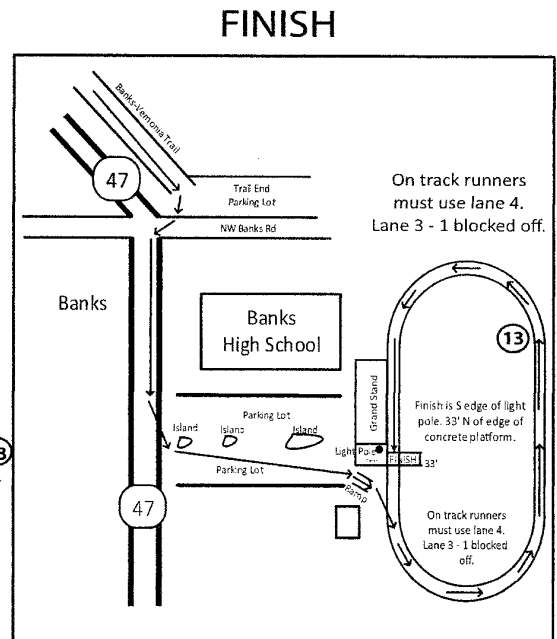 FINISH
Banks-Vernonia Trail
47
Trail End
Parking Lot
On track runners
must use lane 4.
Lane 3 - 1 blocked off.
NW Banks Rd
Banks
Banks
High School
13
Grand Stand
Finish is S edge of light
pole. 33' N of edge of
concrete platform.
Parking Lot
Island
Island
Island
Light Pole
FINISH
33'
Parking Lot
Ramp
47
On track runners
must use lane 4.
Lane 3 - 1 blocked
off.